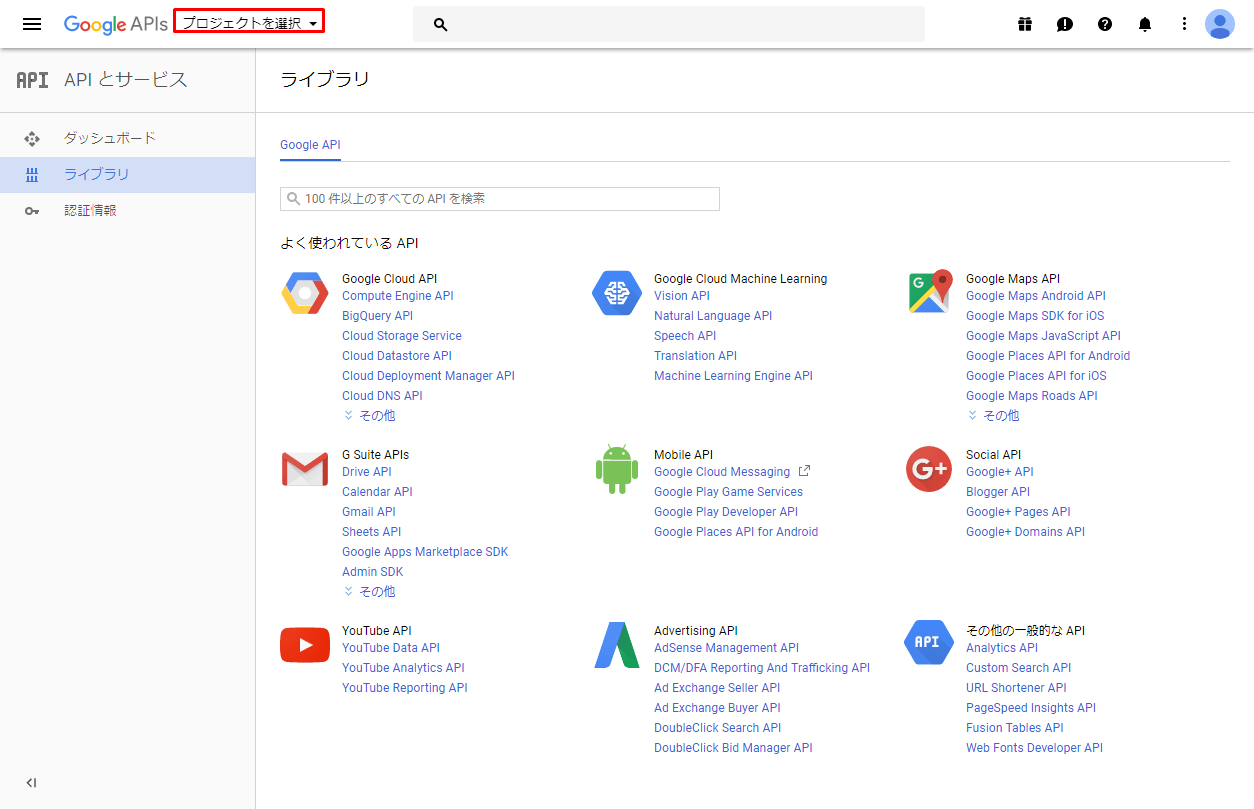 Google APIs プロジェクトを選択
API API とサービス
ライブラリ
ダッシュボード
ライブラリ
認証情報
Google API
100 件以上のすべての API を検索
よく使われている API
Google Cloud API
Compute Engine API
BigQuery API
Cloud Storage Service
Cloud Datastore API
Cloud Deployment Manager API
Cloud DNS API
その他
Google Cloud Machine Learning
Vision API
Natural Language API
Speech API
Translation API
Machine Learning Engine API
G
Google Maps API
Google Maps Android API
Google Maps SDK for iOS
Google Maps JavaScript API
Google Places API for Android
Google Places API for iOS
Google Maps Roads API
その他
G Suite APIs
Drive API
Calendar API
Gmail API
Sheets API
Google Apps Marketplace SDK
Admin SDK
その他
Mobile API
Google Cloud Messaging
Google Play Game Services
Google Play Developer API
Google Places API for Android
G+
Social API
Google+ API
Blogger API
Google+ Pages API
Google+ Domains API
YouTube API
YouTube Data API
YouTube Analytics API
YouTube Reporting API
Advertising API
AdSense Management API
DCM/DFA Reporting And Trafficking API
Ad Exchange Seller API
Ad Exchange Buyer API
DoubleClick Search API
DoubleClick Bid Manager API
API
その他の一般的な API
Analytics API
Custom Search API
URL Shortener API
PageSpeed Insights API
Fusion Tables API
Web Fonts Developer API